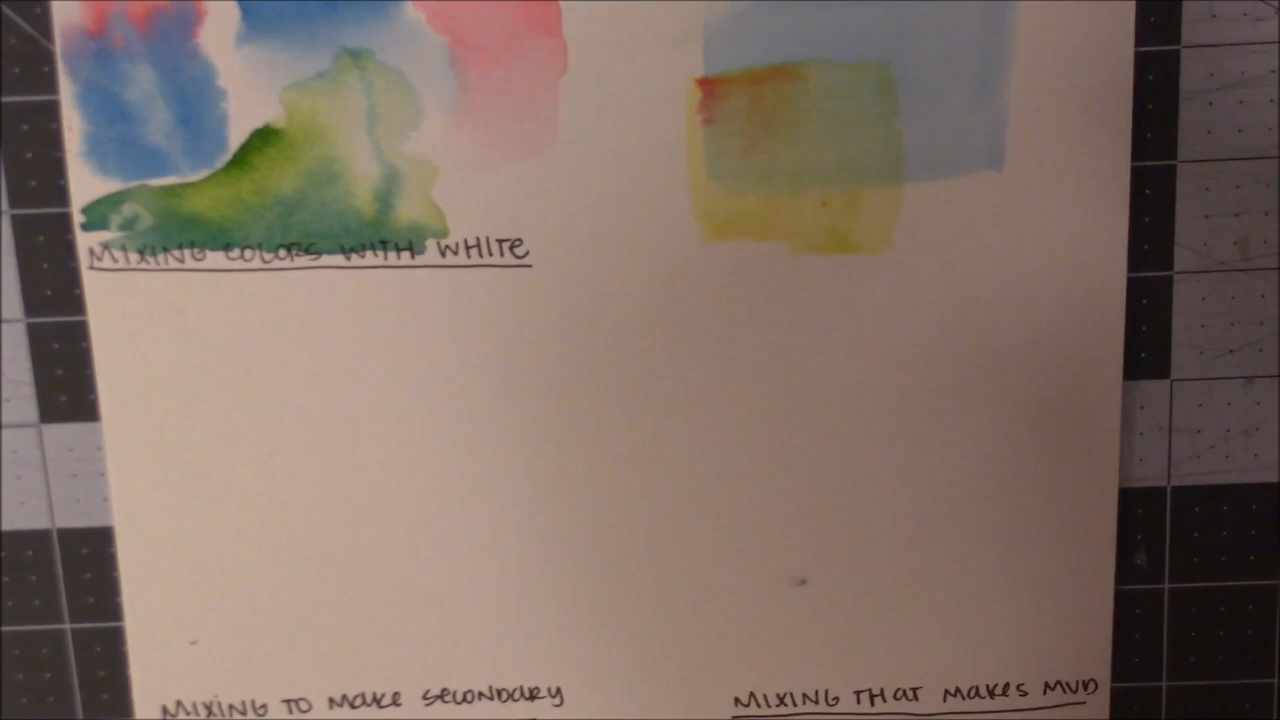 MIXING COLORS WITH WHITE
MIXING TO MAKE SECONDARY
MIXING THAT MAKES MUD